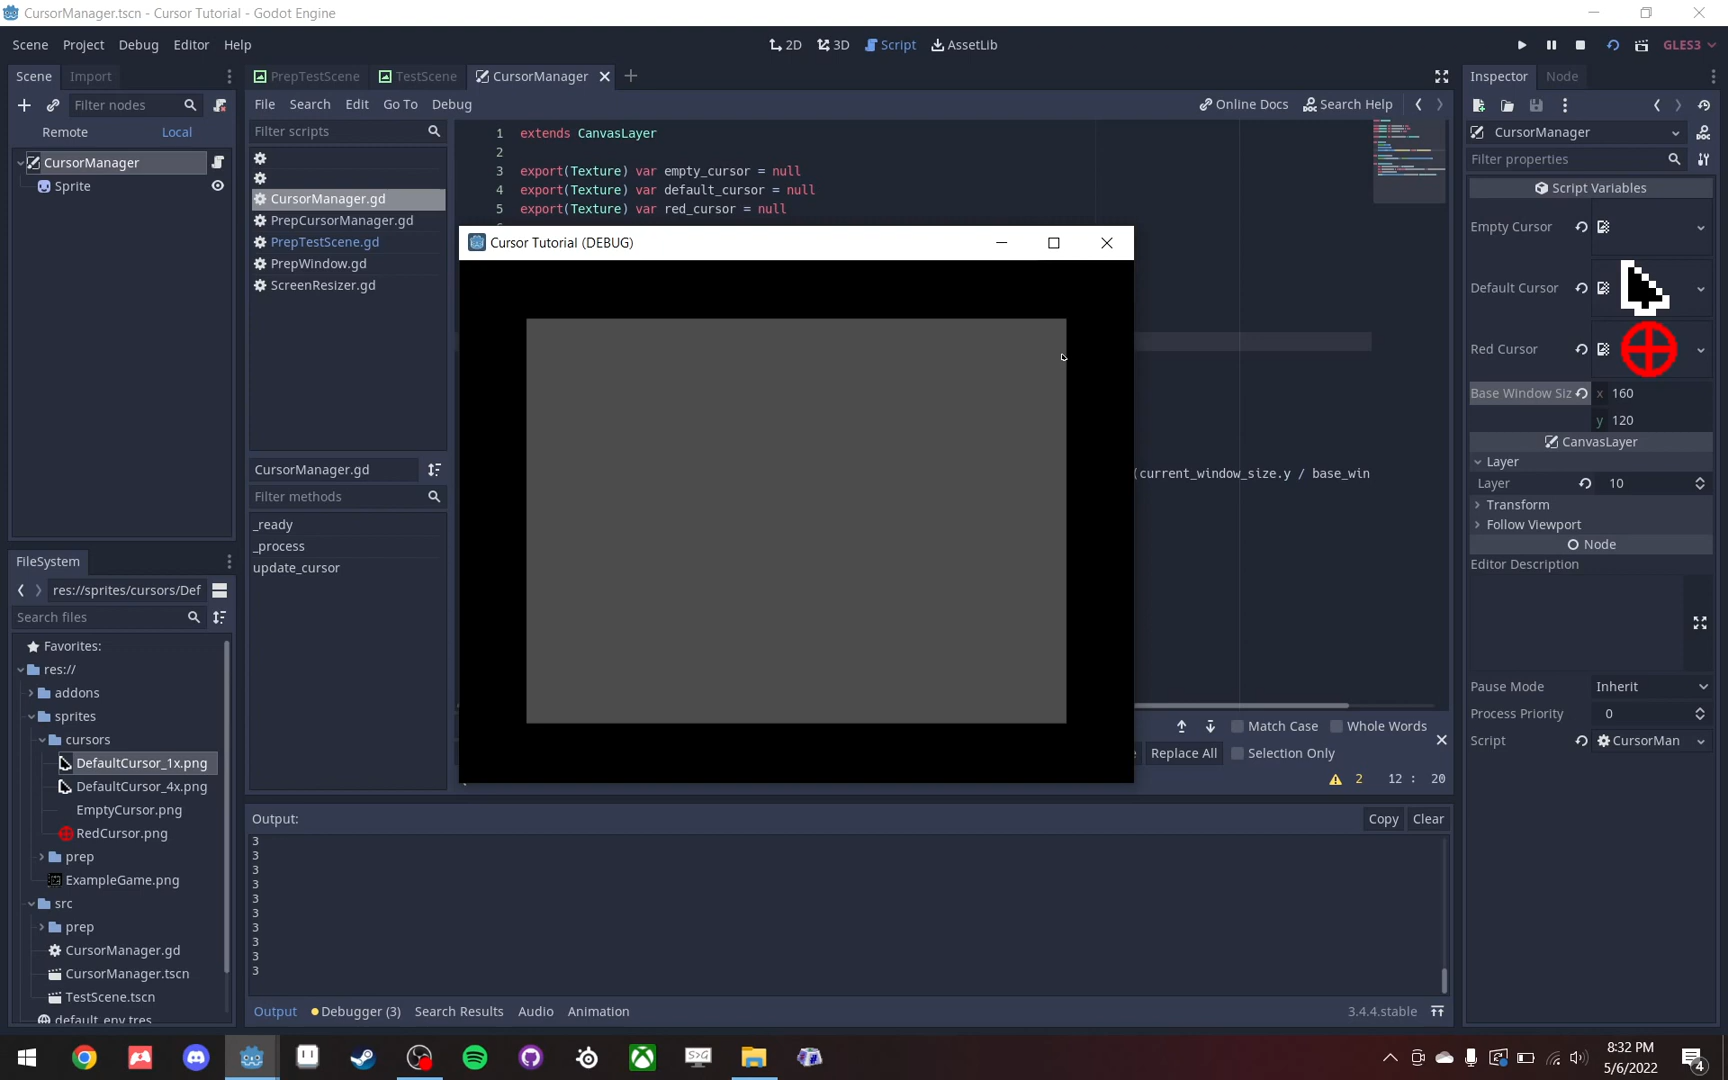 CursorManager.tscn - Cursor Tutorial - Godot Engine
Scene Project Debug Editor Help
2D 3D Script AssetLib
GLES3
Scene Import
Filter nodes
Remote Local
CursorManager
Sprite
PrepTestScene TestScene CursorManager
File Search Edit Go To Debug
Online Docs Search Help
Filter scripts
CursorManager.gd
PrepCursorManager.gd
PrepTestScene.gd
PrepWindow.gd
ScreenResizer.gd
CursorManager.gd
Filter methods
_ready
_process
update_cursor
1 extends CanvasLayer
2
3 export(Texture) var empty_cursor = null
4 export(Texture) var default_cursor = null
5 export(Texture) var red_cursor = null
Cursor Tutorial (DEBUG)
(current_window_size.y / base_win
Match Case Whole Words
Replace All Selection Only
2 12 : 20
FileSystem
res://sprites/cursors/Def
Search files
Favorites:
res://
addons
sprites
cursors
DefaultCursor_1x.png
DefaultCursor_4x.png
EmptyCursor.png
RedCursor.png
prep
ExampleGame.png
src
prep
CursorManager.gd
CursorManager.tscn
TestScene.tscn
default_env.tres
Output:
Copy Clear
3
3
3
3
3
3
3
3
3
3
Output Debugger (3) Search Results Audio Animation
3.4.4.stable
Inspector Node
CursorManager
Filter properties
Script Variables
Empty Cursor
Default Cursor
Red Cursor
Base Window Siz x 160
y 120
CanvasLayer
Layer
Layer 10
Transform
Follow Viewport
Node
Editor Description
Pause Mode Inherit
Process Priority 0
Script CursorMan
8:32 PM
5/6/2022
4